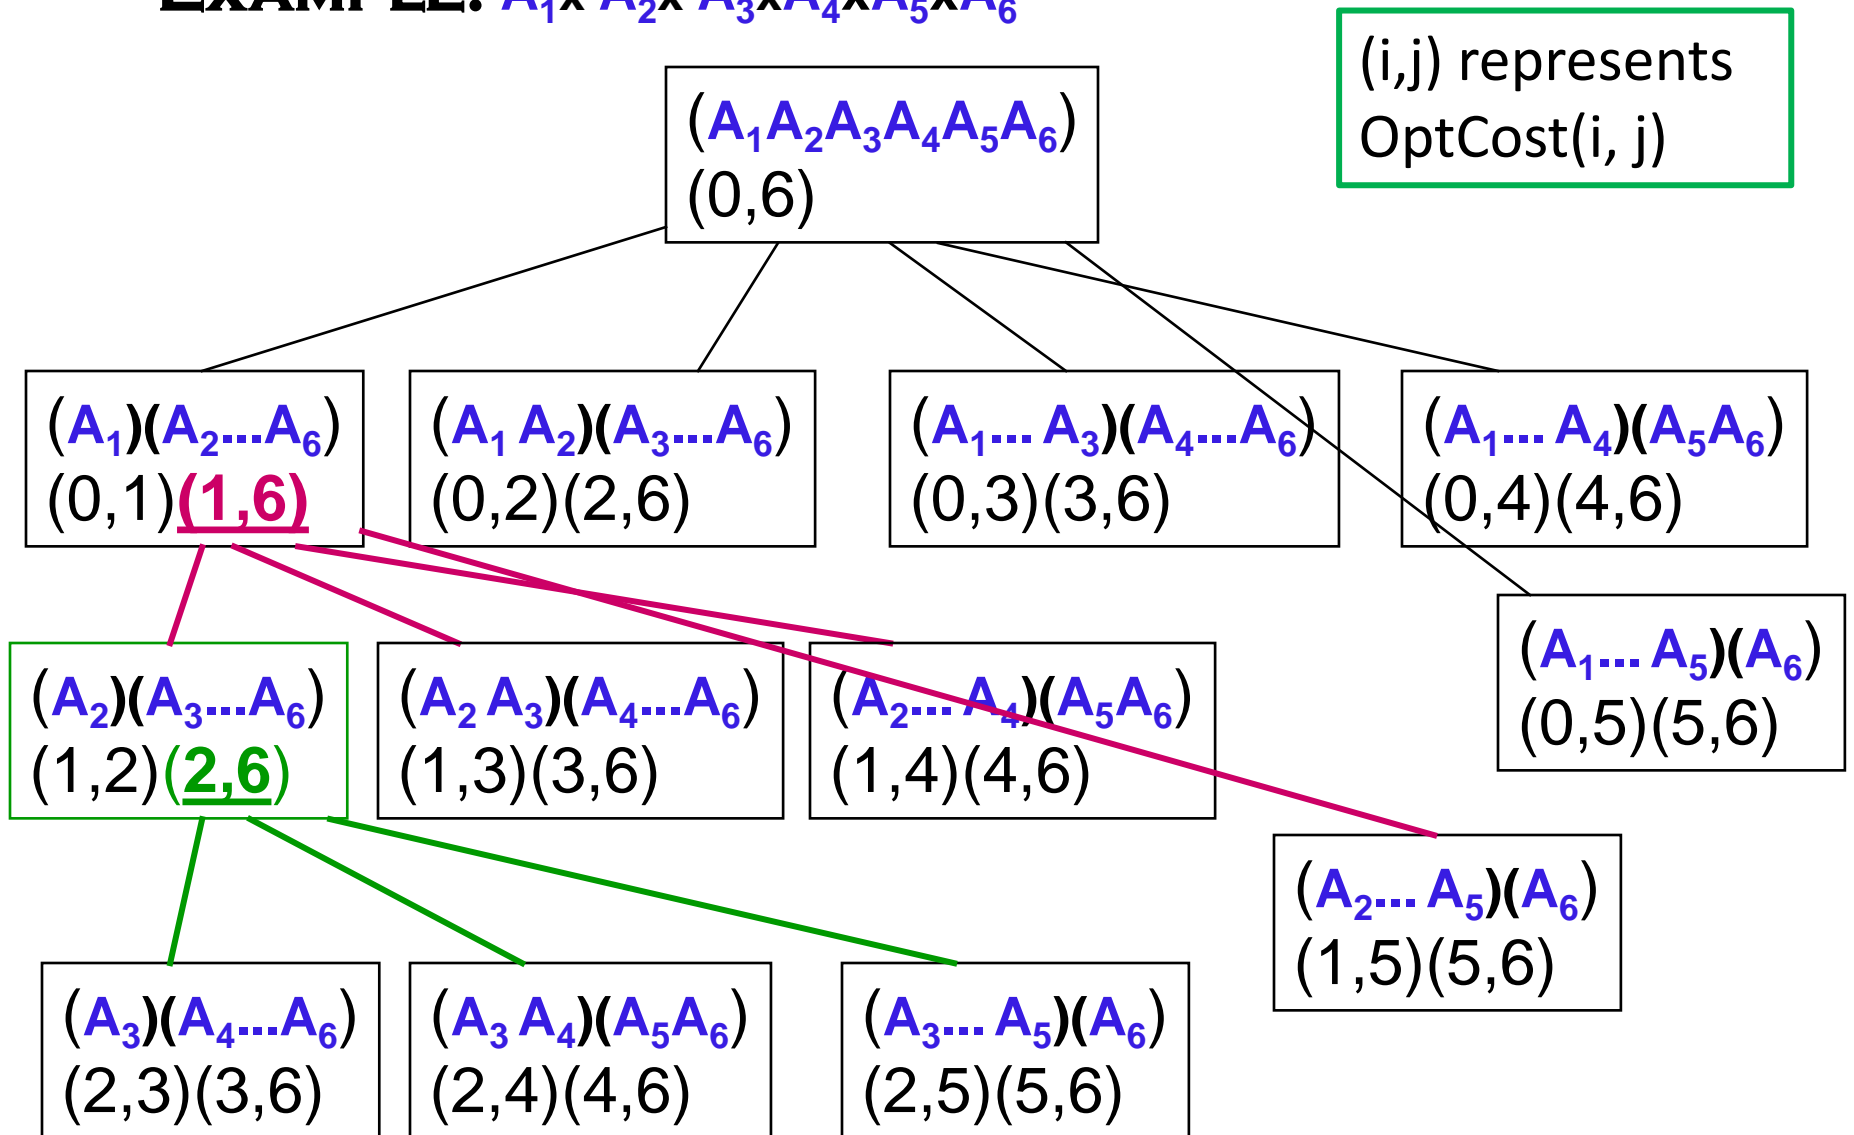 EXAMPLE: A₁x A₂x A₃xA₄xA₅xA₆
(i,j) represents
OptCost(i, j)
(A₁A₂A₃A₄A₅A₆)
(0,6)
(A₁)(A₂...A₆)
(0,1)(1,6)
(A₁ A₂)(A₃...A₆)
(0,2)(2,6)
(A₁... A₃)(A₄...A₆)
(0,3)(3,6)
(A₁... A₄)(A₅A₆)
(0,4)(4,6)
(A₁... A₅)(A₆)
(0,5)(5,6)
(A₂)(A₃...A₆)
(1,2)(2,6)
(A₂ A₃)(A₄...A₆)
(1,3)(3,6)
(A₂... A₄)(A₅A₆)
(1,4)(4,6)
(A₂... A₅)(A₆)
(1,5)(5,6)
(A₃)(A₄...A₆)
(2,3)(3,6)
(A₃ A₄)(A₅A₆)
(2,4)(4,6)
(A₃... A₅)(A₆)
(2,5)(5,6)